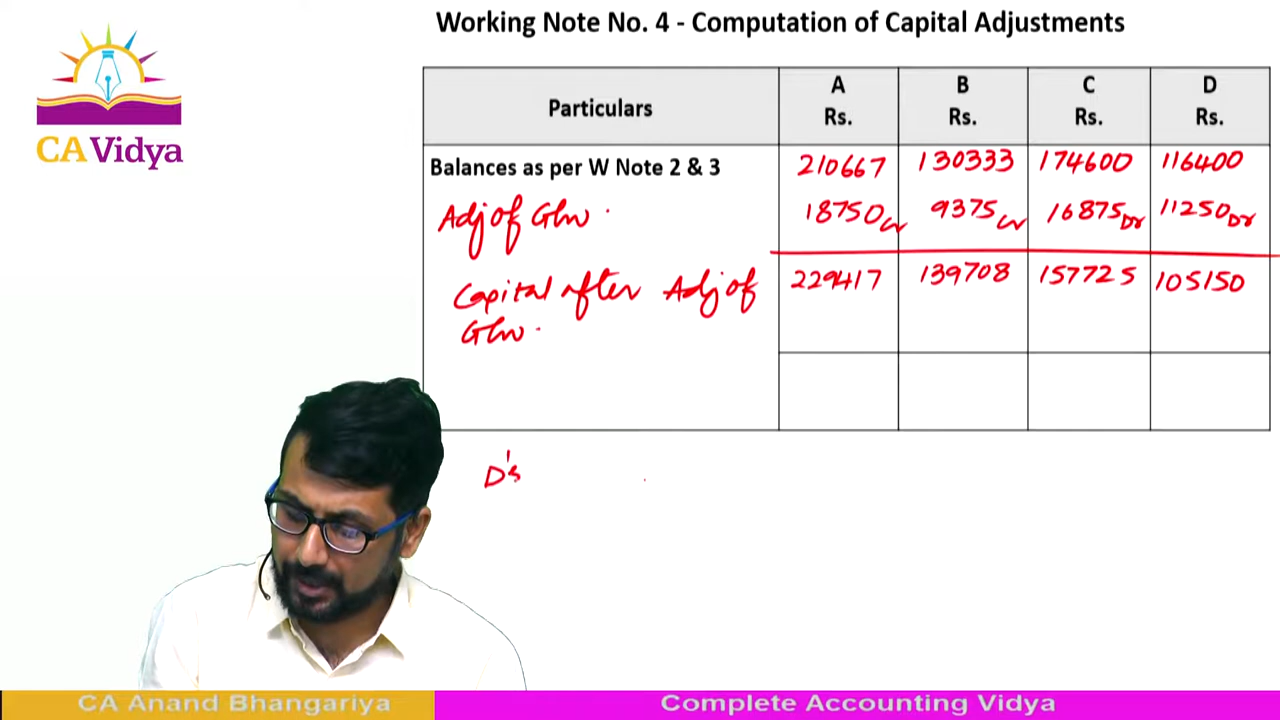 Working Note No. 4 - Computation of Capital Adjustments
CA Vidya
Particulars A Rs. B Rs. C Rs. D Rs.
Balances as per W Note 2 & 3 210667 130333 174600 116400
Adj of Glw. 18750 Cr 9375 Cr 16875 Dr 11250 Dr
Capital after Adj of 229417 139708 157725 105150
Glw.
D's
CA Anand Bhangariya
Complete Accounting Vidya